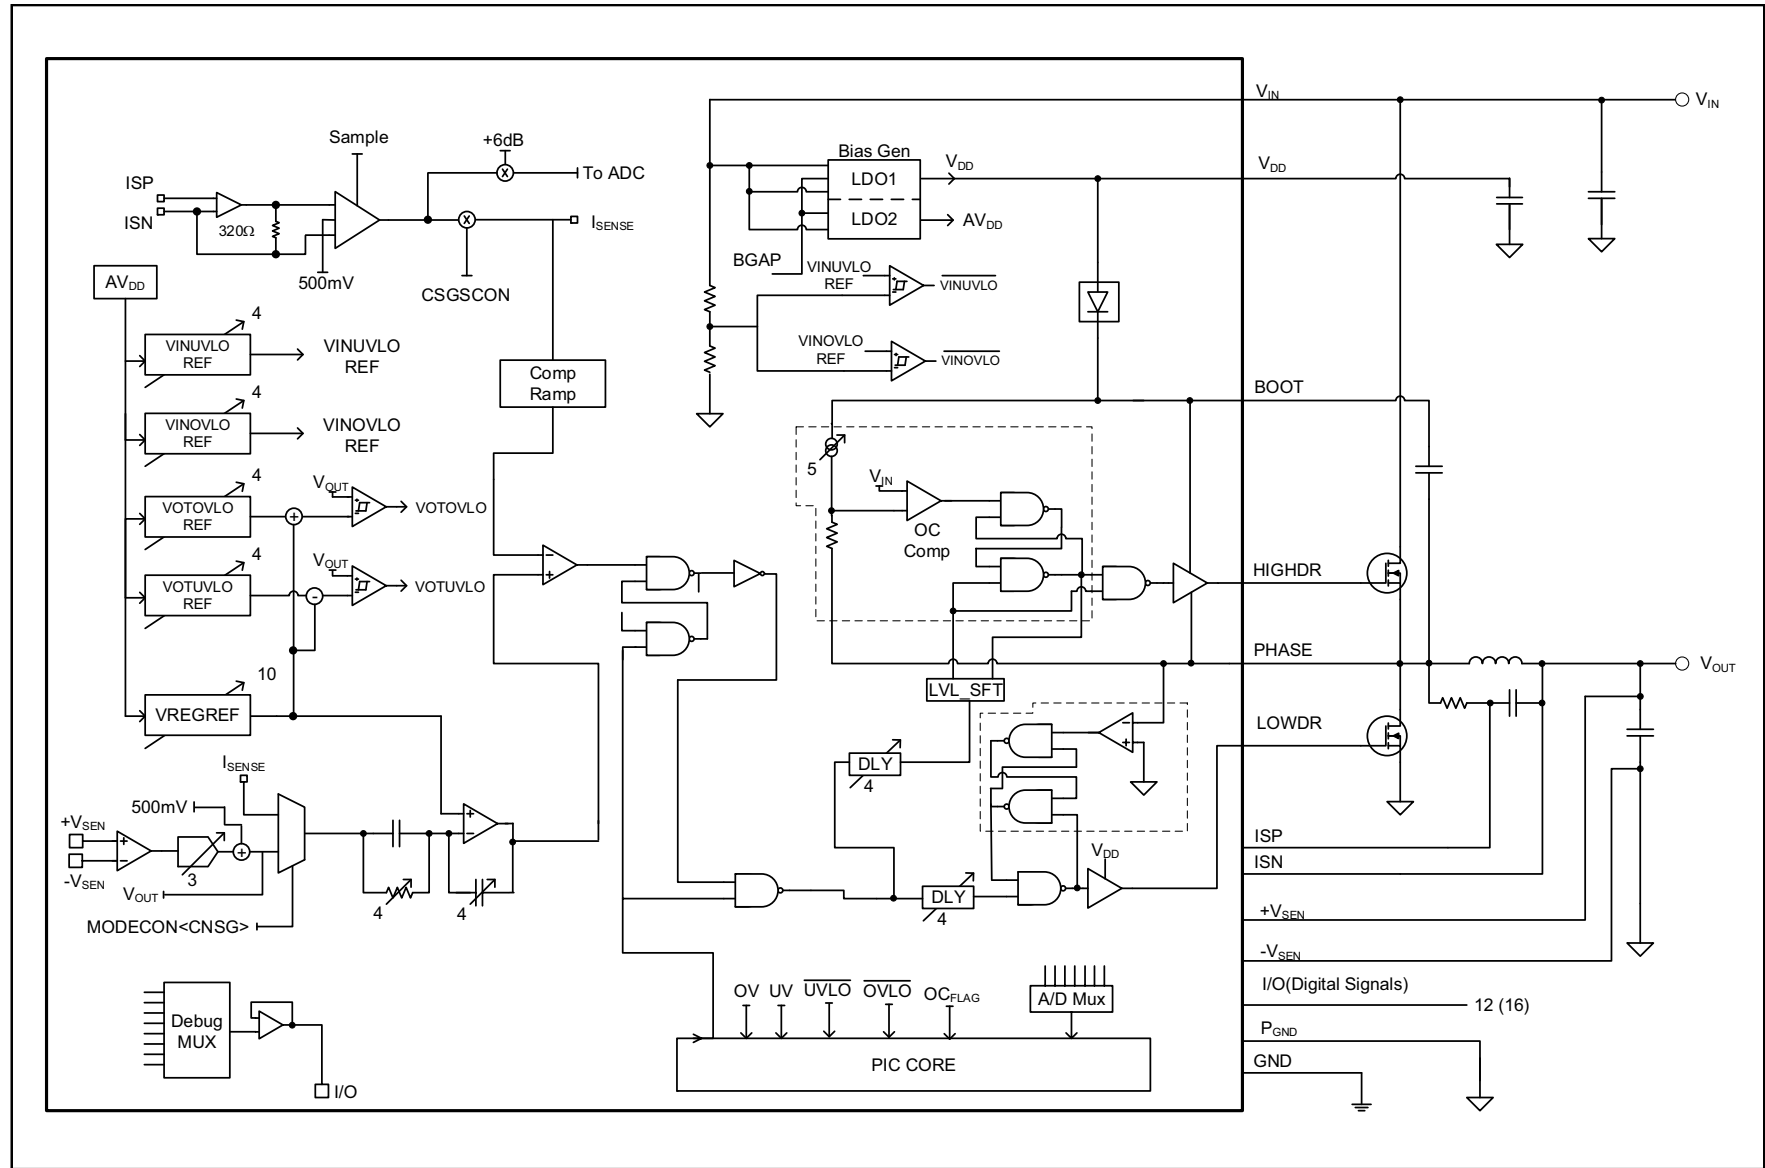 Sample
+6dB
To ADC
ISP
ISN
320Ω
500mV
CSGSCON
ISENSE
AVDD
4
VINUVLO
REF
VINUVLO
REF
4
VINOVLO
REF
VINOVLO
REF
4
VOTOVLO
REF
VOUT
VOTOVLO
4
VOTUVLO
REF
VOUT
VOTUVLO
10
VREGREF
Comp
Ramp
ISENSE
500mV
+VSEN
-VSEN
3
VOUT
MODECON<CNSG>
4
4
Debug
MUX
I/O
Bias Gen
LDO1
LDO2
VDD
AVDD
BGAP
VINUVLO
REF
VINUVLO
VINOVLO
REF
VINOVLO
5
VIN
OC
Comp
LVL_SFT
DLY
4
DLY
4
VDD
OV
UV
UVLO
OVLO
OCFLAG
A/D Mux
PIC CORE
VIN
VIN
VDD
BOOT
HIGHDR
PHASE
VOUT
LOWDR
ISP
ISN
+VSEN
-VSEN
I/O(Digital Signals)
12 (16)
PGND
GND